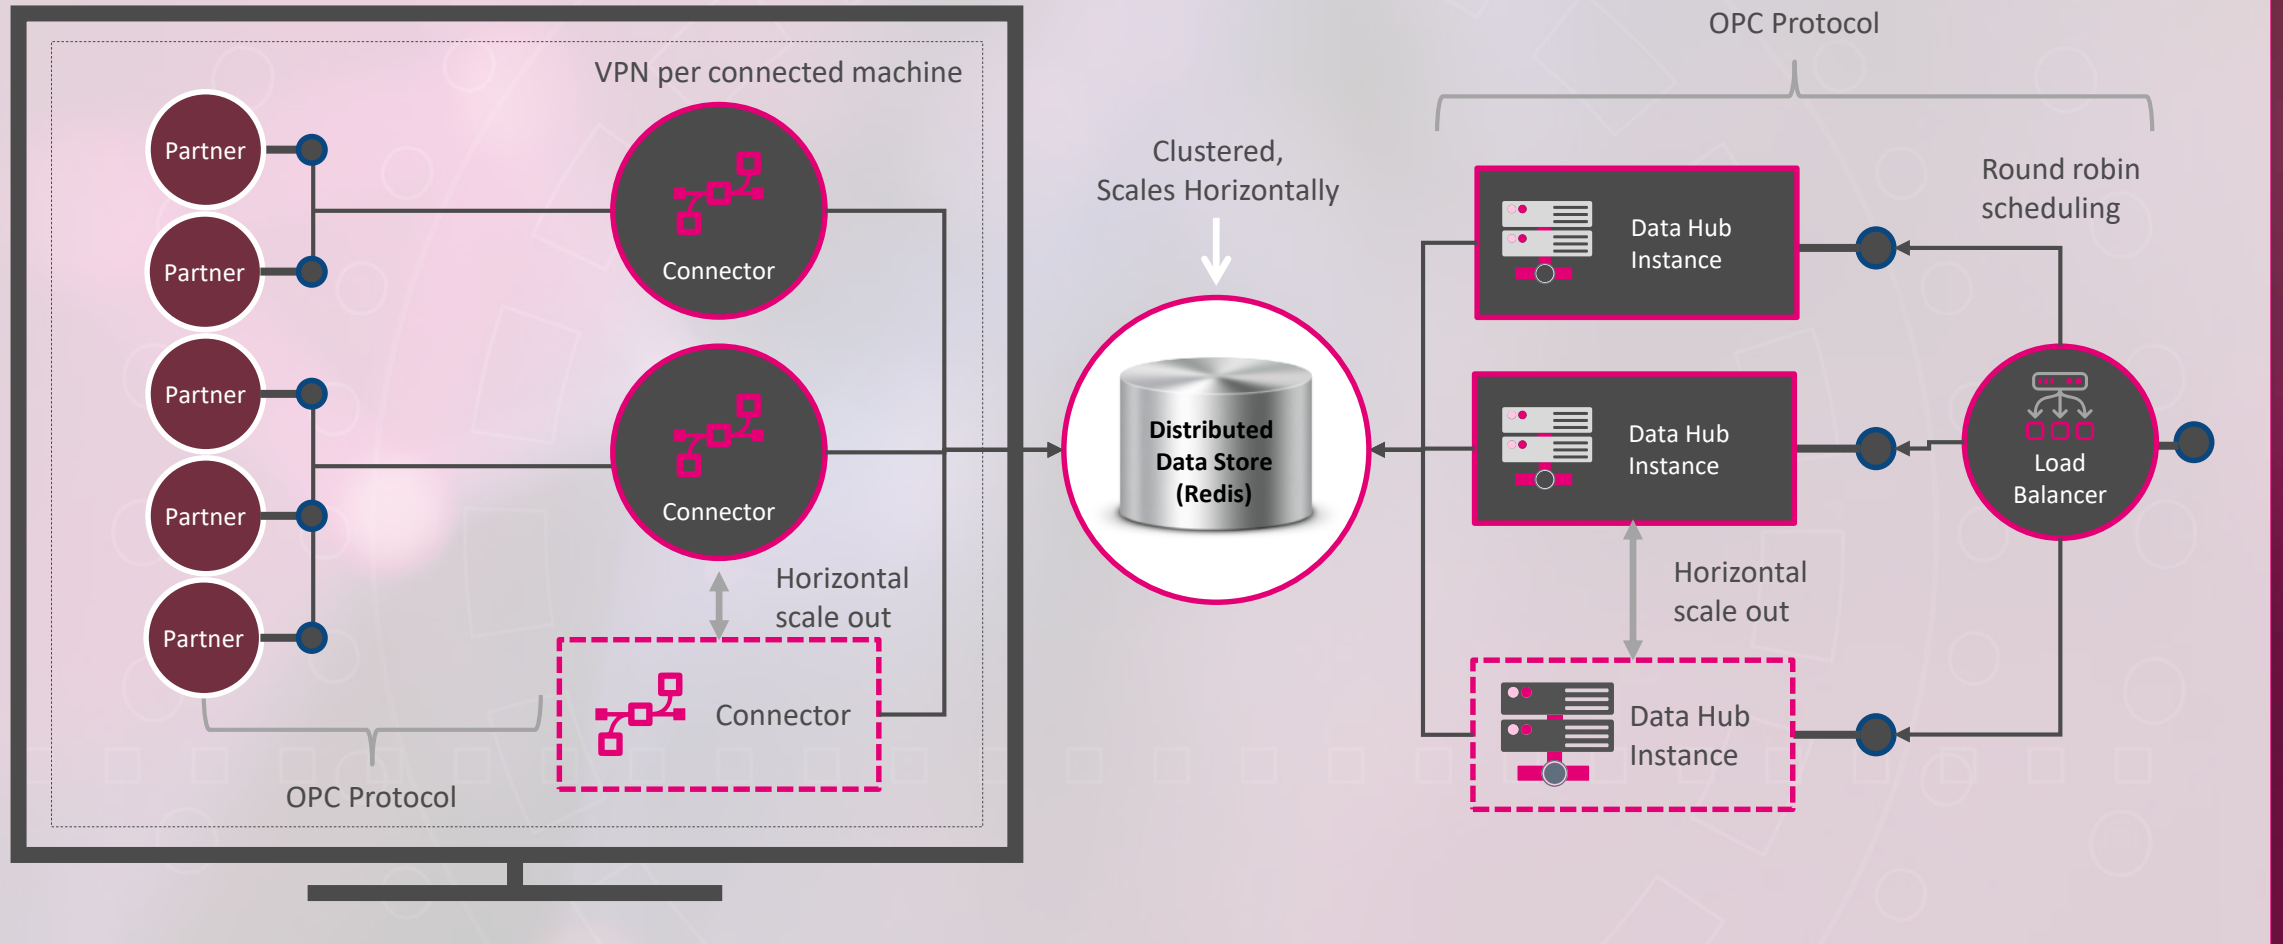 OPC Protocol
VPN per connected machine
Partner
Partner
Partner
Partner
Partner
Connector
Connector
Horizontal
scale out
Connector
OPC Protocol
Clustered,
Scales Horizontally
Distributed
Data Store
(Redis)
Data Hub
Instance
Data Hub
Instance
Horizontal
scale out
Data Hub
Instance
Round robin
scheduling
Load
Balancer